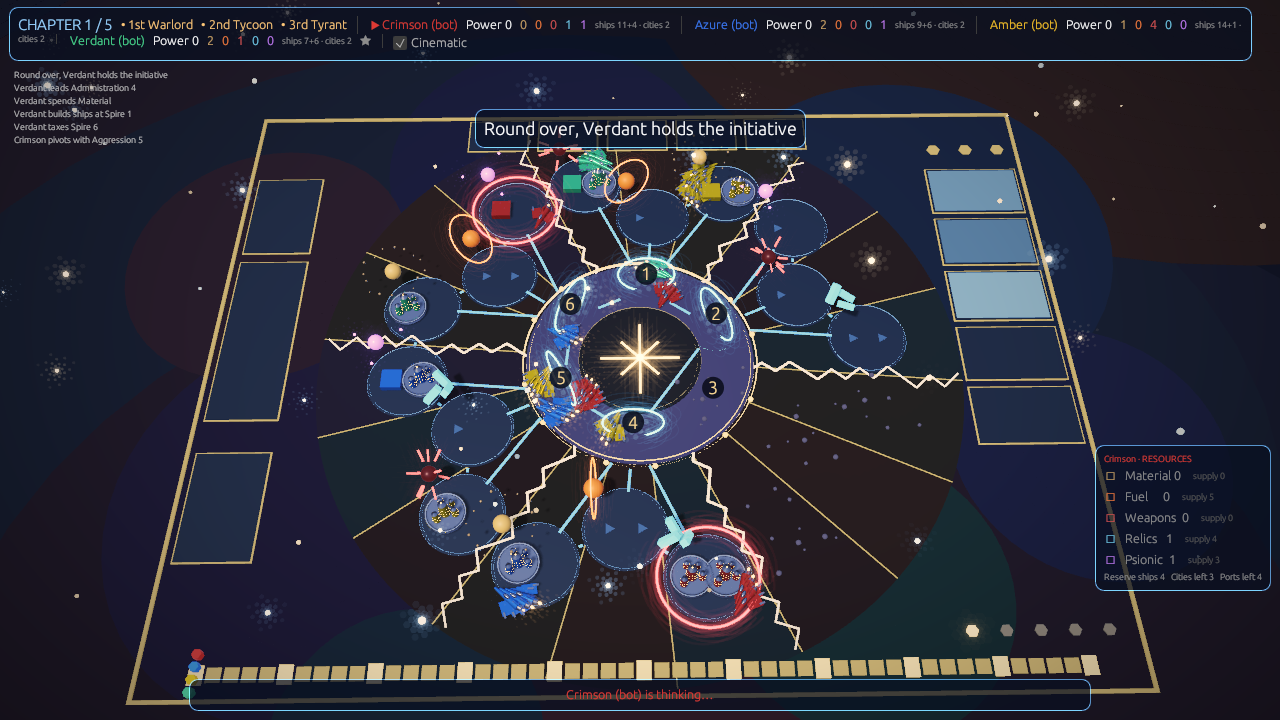 CHAPTER 1 / 5 • 1st Warlord • 2nd Tycoon • 3rd Tyrant ▶ Crimson (bot) Power 0 0 0 0 1 1 ships 11+4 · cities 2 Azure (bot) Power 0 2 0 0 0 1 ships 9+6 · cities 2 Amber (bot) Power 0 1 0 4 0 0 ships 14+1 ·
cities 2 Verdant (bot) Power 0 2 0 1 0 0 ships 7+6 · cities 2 ★ Cinematic
Round over, Verdant holds the initiative
Verdant leads Administration 4
Verdant spends Material
Verdant builds ships at Spire 1
Verdant taxes Spire 6
Crimson pivots with Aggression 5
Round over, Verdant holds the initiative
1
2
3
4
5
6
Crimson · RESOURCES
Material 0 supply 0
Fuel 0 supply 5
Weapons 0 supply 0
Relics 1 supply 4
Psionic 1 supply 3
Reserve ships 4 Cities left 3 Ports left 4
Crimson (bot) is thinking...